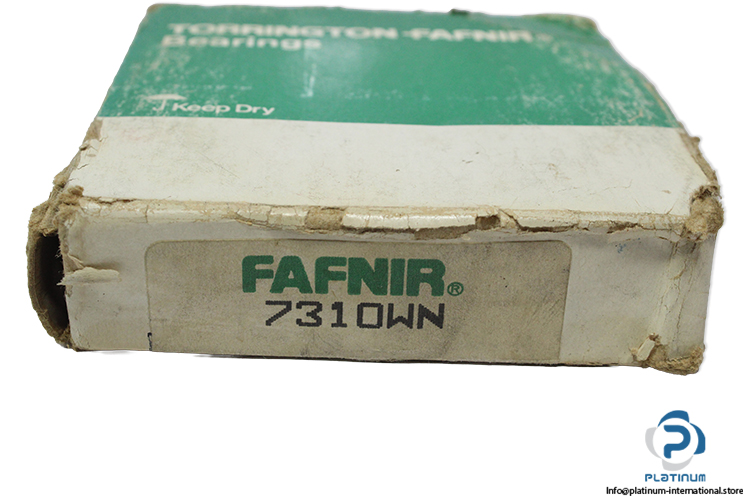 TORRINGTON-FAFNIR®
Bearings
Keep Dry
FAFNIR®
7310WN
PLATINUM
Info@platinum-international.store